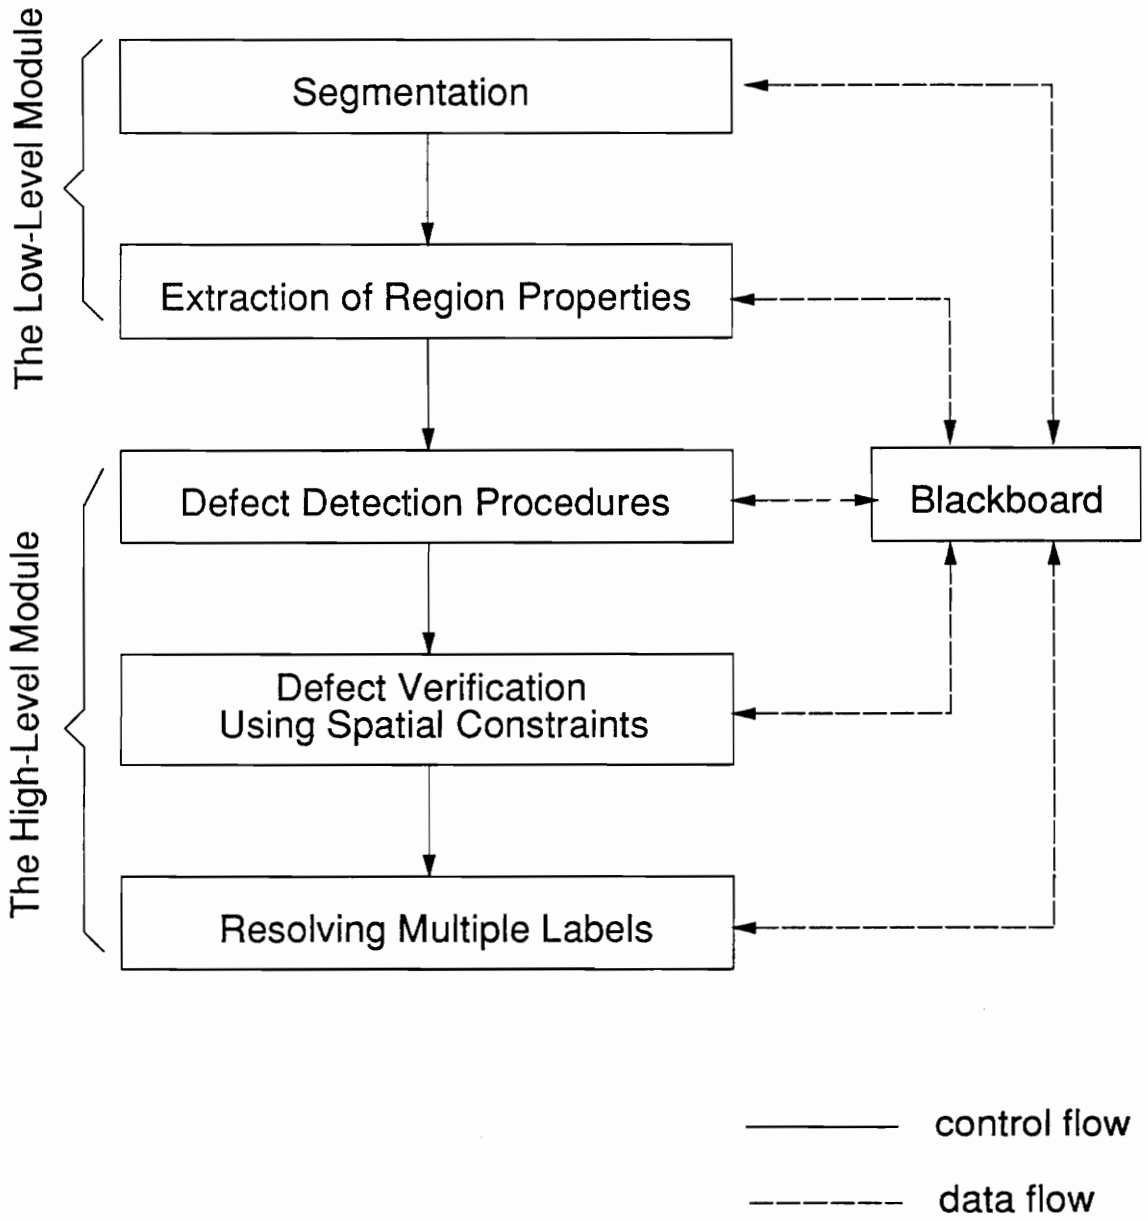 The Low-Level Module
Segmentation
Extraction of Region Properties
The High-Level Module
Defect Detection Procedures
Blackboard
Defect Verification
Using Spatial Constraints
Resolving Multiple Labels
control flow
data flow